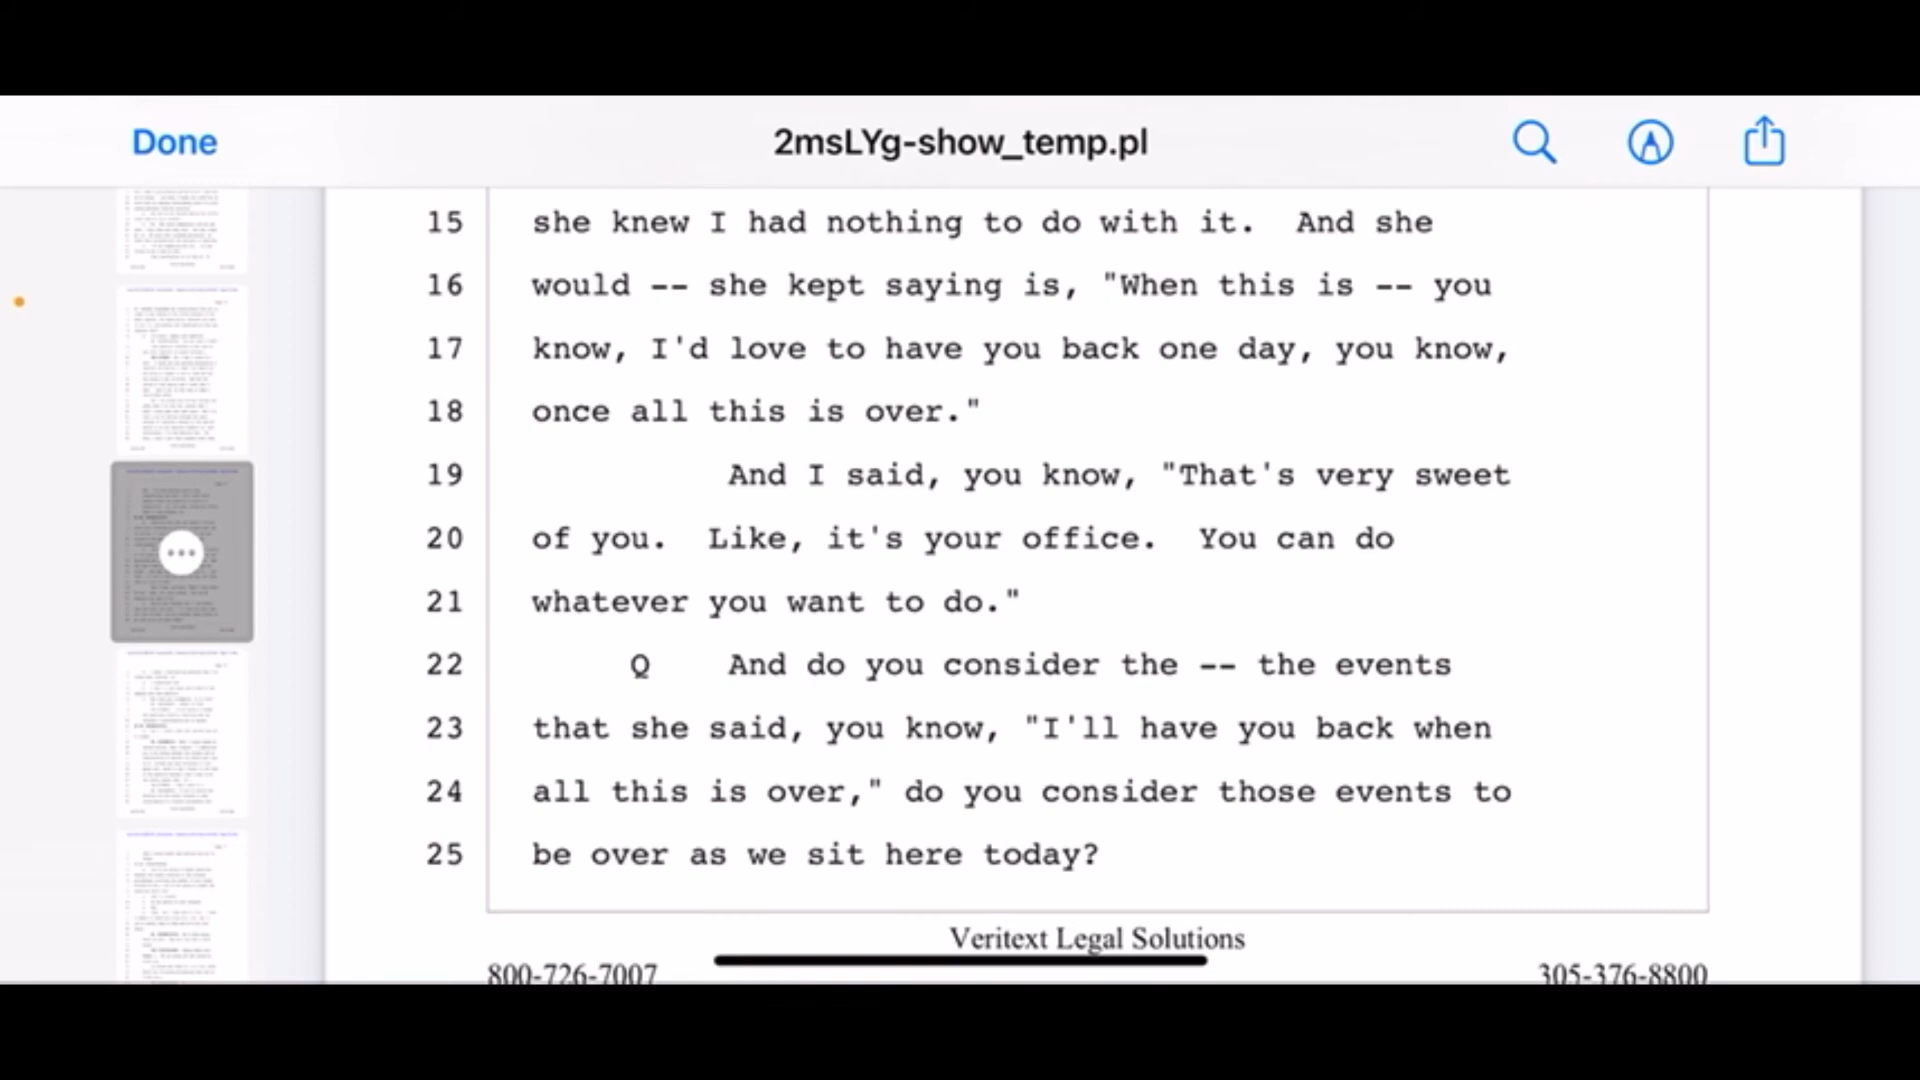 Done
2msLYg-show_temp.pl
15 she knew I had nothing to do with it. And she
16 would -- she kept saying is, "When this is -- you
17 know, I'd love to have you back one day, you know,
18 once all this is over."
19 And I said, you know, "That's very sweet
20 of you. Like, it's your office. You can do
21 whatever you want to do."
22 Q And do you consider the -- the events
23 that she said, you know, "I'll have you back when
24 all this is over," do you consider those events to
25 be over as we sit here today?
Veritext Legal Solutions
800-726-7007 305-376-8800